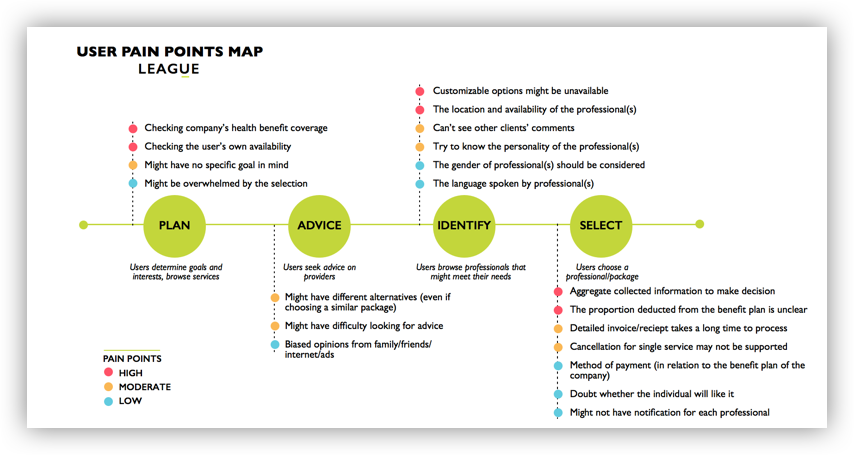 USER PAIN POINTS MAP
LEAGUE
Checking company's health benefit coverage
Checking the user's own availability
Might have no specific goal in mind
Might be overwhelmed by the selection
Customizable options might be unavailable
The location and availability of the professional(s)
Can't see other clients' comments
Try to know the personality of the professional(s)
The gender of professional(s) should be considered
The language spoken by professional(s)
PLAN
ADVICE
IDENTIFY
SELECT
Users determine goals and
interests, browse services
Users seek advice on
providers
Users browse professionals that
might meet their needs
Users choose a
professional/package
Might have different alternatives (even if
choosing a similar package)
Might have difficulty looking for advice
Biased opinions from family/friends/
internet/ads
Aggregate collected information to make decision
The proportion deducted from the benefit plan is unclear
Detailed invoice/reciept takes a long time to process
Cancellation for single service may not be supported
Method of payment (in relation to the benefit plan of the
company)
Doubt whether the individual will like it
Might not have notification for each professional
PAIN POINTS
HIGH
MODERATE
LOW